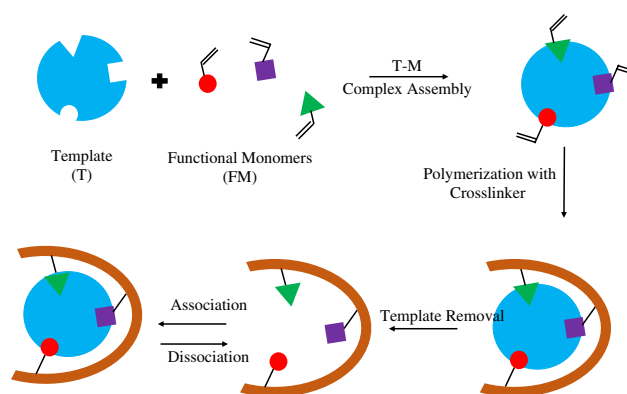 T-M
Complex Assembly
Template
(T)
Functional Monomers
(FM)
Polymerization with
Crosslinker
Association
Dissociation
Template Removal